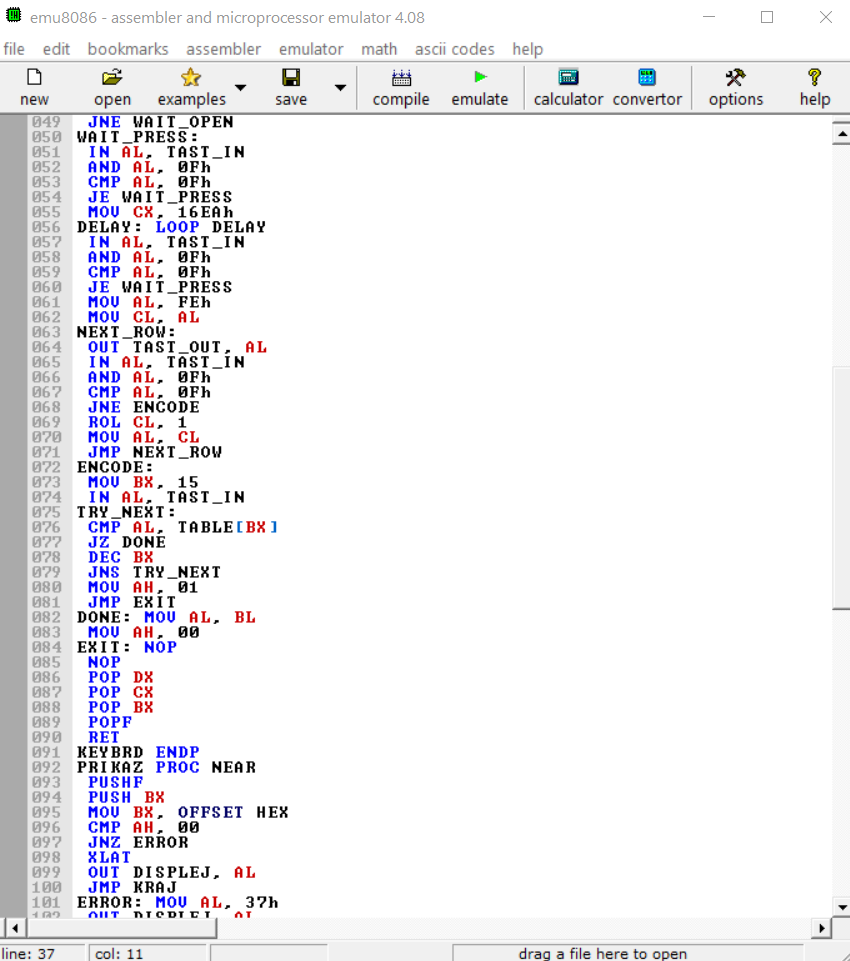 emu8086 - assembler and microprocessor emulator 4.08
file edit bookmarks assembler emulator math ascii codes help
new open examples save compile emulate calculator convertor options help
049 JNE WAIT_OPEN
050 WAIT_PRESS:
051 IN AL, TAST_IN
052 AND AL, 0Fh
053 CMP AL, 0Fh
054 JE WAIT_PRESS
055 MOV CX, 16EAh
056 DELAY: LOOP DELAY
057 IN AL, TAST_IN
058 AND AL, 0Fh
059 CMP AL, 0Fh
060 JE WAIT_PRESS
061 MOV AL, FEh
062 MOV CL, AL
063 NEXT_ROW:
064 OUT TAST_OUT, AL
065 IN AL, TAST_IN
066 AND AL, 0Fh
067 CMP AL, 0Fh
068 JNE ENCODE
069 ROL CL, 1
070 MOV AL, CL
071 JMP NEXT_ROW
072 ENCODE:
073 MOV BX, 15
074 IN AL, TAST_IN
075 TRY_NEXT:
076 CMP AL, TABLE[BX]
077 JZ DONE
078 DEC BX
079 JNS TRY_NEXT
080 MOV AH, 01
081 JMP EXIT
082 DONE: MOV AL, BL
083 MOV AH, 00
084 EXIT: NOP
085 NOP
086 POP DX
087 POP CX
088 POP BX
089 POPF
090 RET
091 KEYBRD ENDP
092 PRIKAZ PROC NEAR
093 PUSHF
094 PUSH BX
095 MOV BX, OFFSET HEX
096 CMP AH, 00
097 JNZ ERROR
098 XLAT
099 OUT DISPLEJ, AL
100 JMP KRAJ
101 ERROR: MOV AL, 37h
102 OUT DISPLEJ, AL
line: 37 col: 11 drag a file here to open